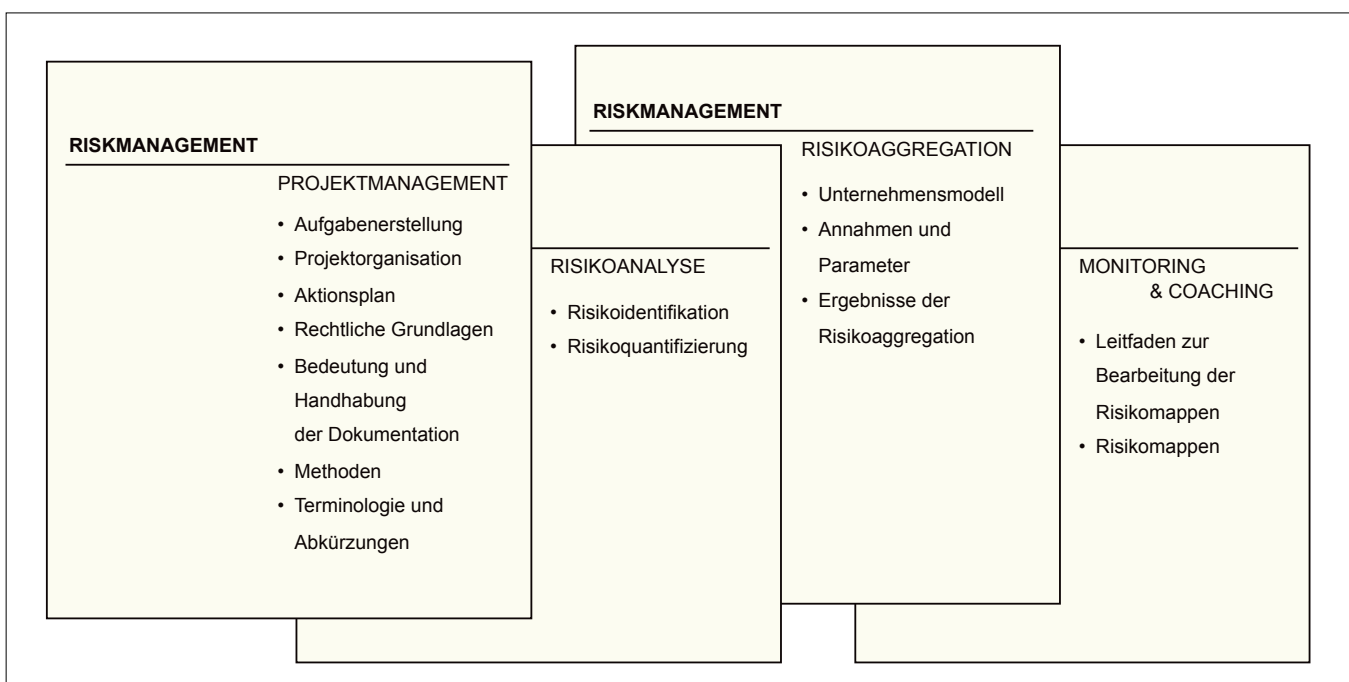 RISKMANAGEMENT
PROJEKTMANAGEMENT
• Aufgabenerstellung
• Projektorganisation
• Aktionsplan
• Rechtliche Grundlagen
• Bedeutung und
Handhabung
der Dokumentation
• Methoden
• Terminologie und
Abkürzungen
RISIKOANALYSE
• Risikoidentifikation
• Risikoquantifizierung
RISKMANAGEMENT
RISIKOAGGREGATION
• Unternehmensmodell
• Annahmen und
Parameter
• Ergebnisse der
Risikoaggregation
MONITORING
& COACHING
• Leitfaden zur
Bearbeitung der
Risikomappen
• Risikomappen